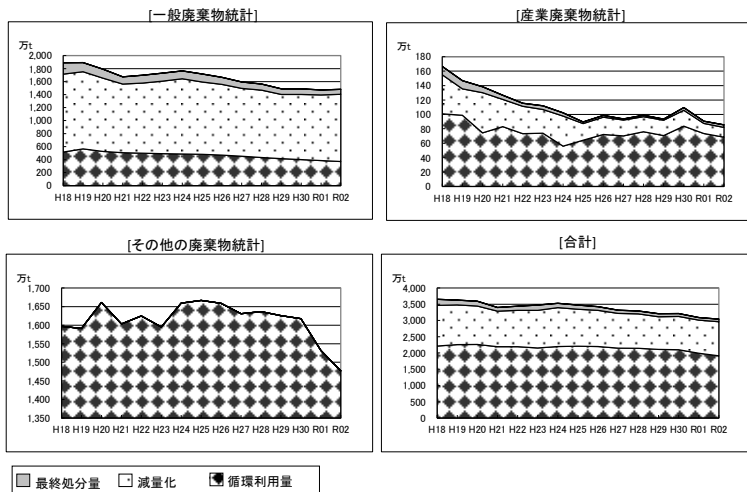 [一般廃棄物統計]
万t
2,000
1,800
1,600
1,400
1,200
1,000
800
600
400
200
0
H18 H19 H20 H21 H22 H23 H24 H25 H26 H27 H28 H29 H30 R01 R02
[産業廃棄物統計]
万t
180
160
140
120
100
80
60
40
20
0
H18 H19 H20 H21 H22 H23 H24 H25 H26 H27 H28 H29 H30 R01 R02
[その他の廃棄物統計]
万t
1,700
1,650
1,600
1,550
1,500
1,450
1,400
1,350
H18 H19 H20 H21 H22 H23 H24 H25 H26 H27 H28 H29 H30 R01 R02
[合計]
万t
4,000
3,500
3,000
2,500
2,000
1,500
1,000
500
0
H18 H19 H20 H21 H22 H23 H24 H25 H26 H27 H28 H29 H30 R01 R02
最終処分量 減量化 循環利用量